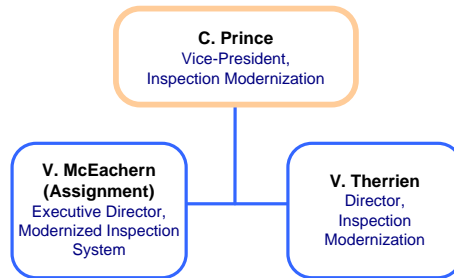 C. Prince
Vice-President,
Inspection Modernization
V. McEachern
(Assignment)
Executive Director,
Modernized Inspection
System
V. Therrien
Director,
Inspection
Modernization